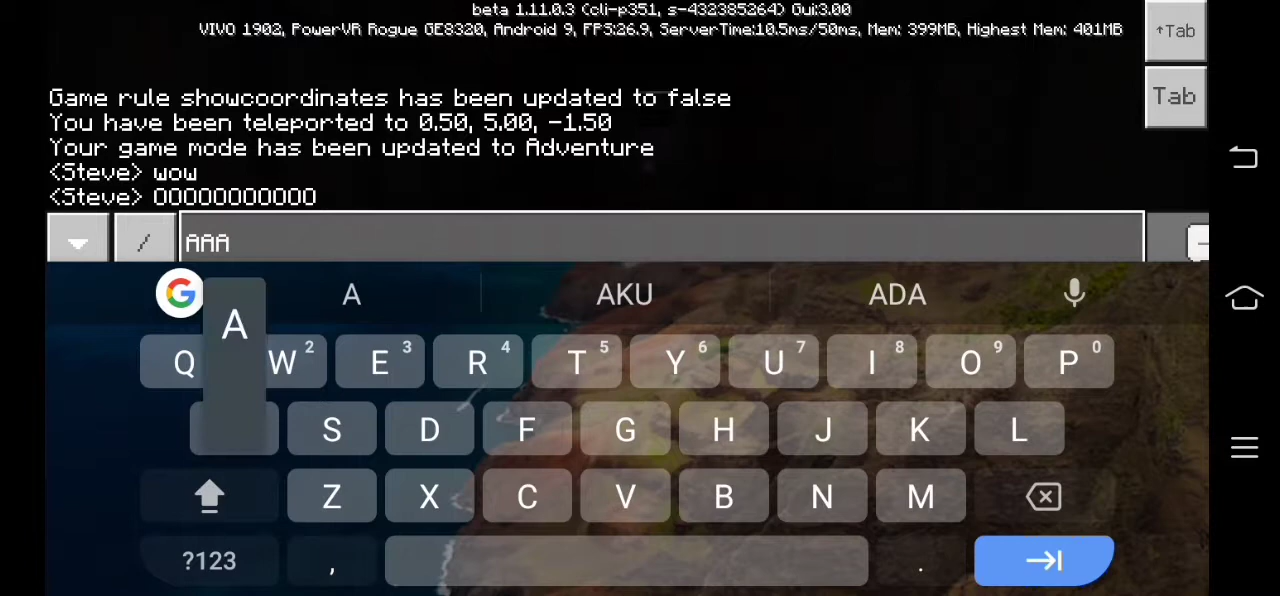 beta 1.11.0.3 (cli-p351, s-432385264) Gui:3.00
VIVO 1902, PowerVR Rogue GE8320, Android 9, FPS:26.9, ServerTime:10.5ms/50ms, Mem: 399MB, Highest Mem: 401MB
↑Tab
Tab
Game rule showcoordinates has been updated to false
You have been teleported to 0.50, 5.00, -1.50
Your game mode has been updated to Adventure
<Steve> wow
<Steve> OOOOOOOOOOO
/ AAA
A AKU ADA
A
Q W 2 E 3 R 4 T 5 Y 6 U 7 I 8 O 9 P 0
S D F G H J K L
Z X C V B N M
?123 , .